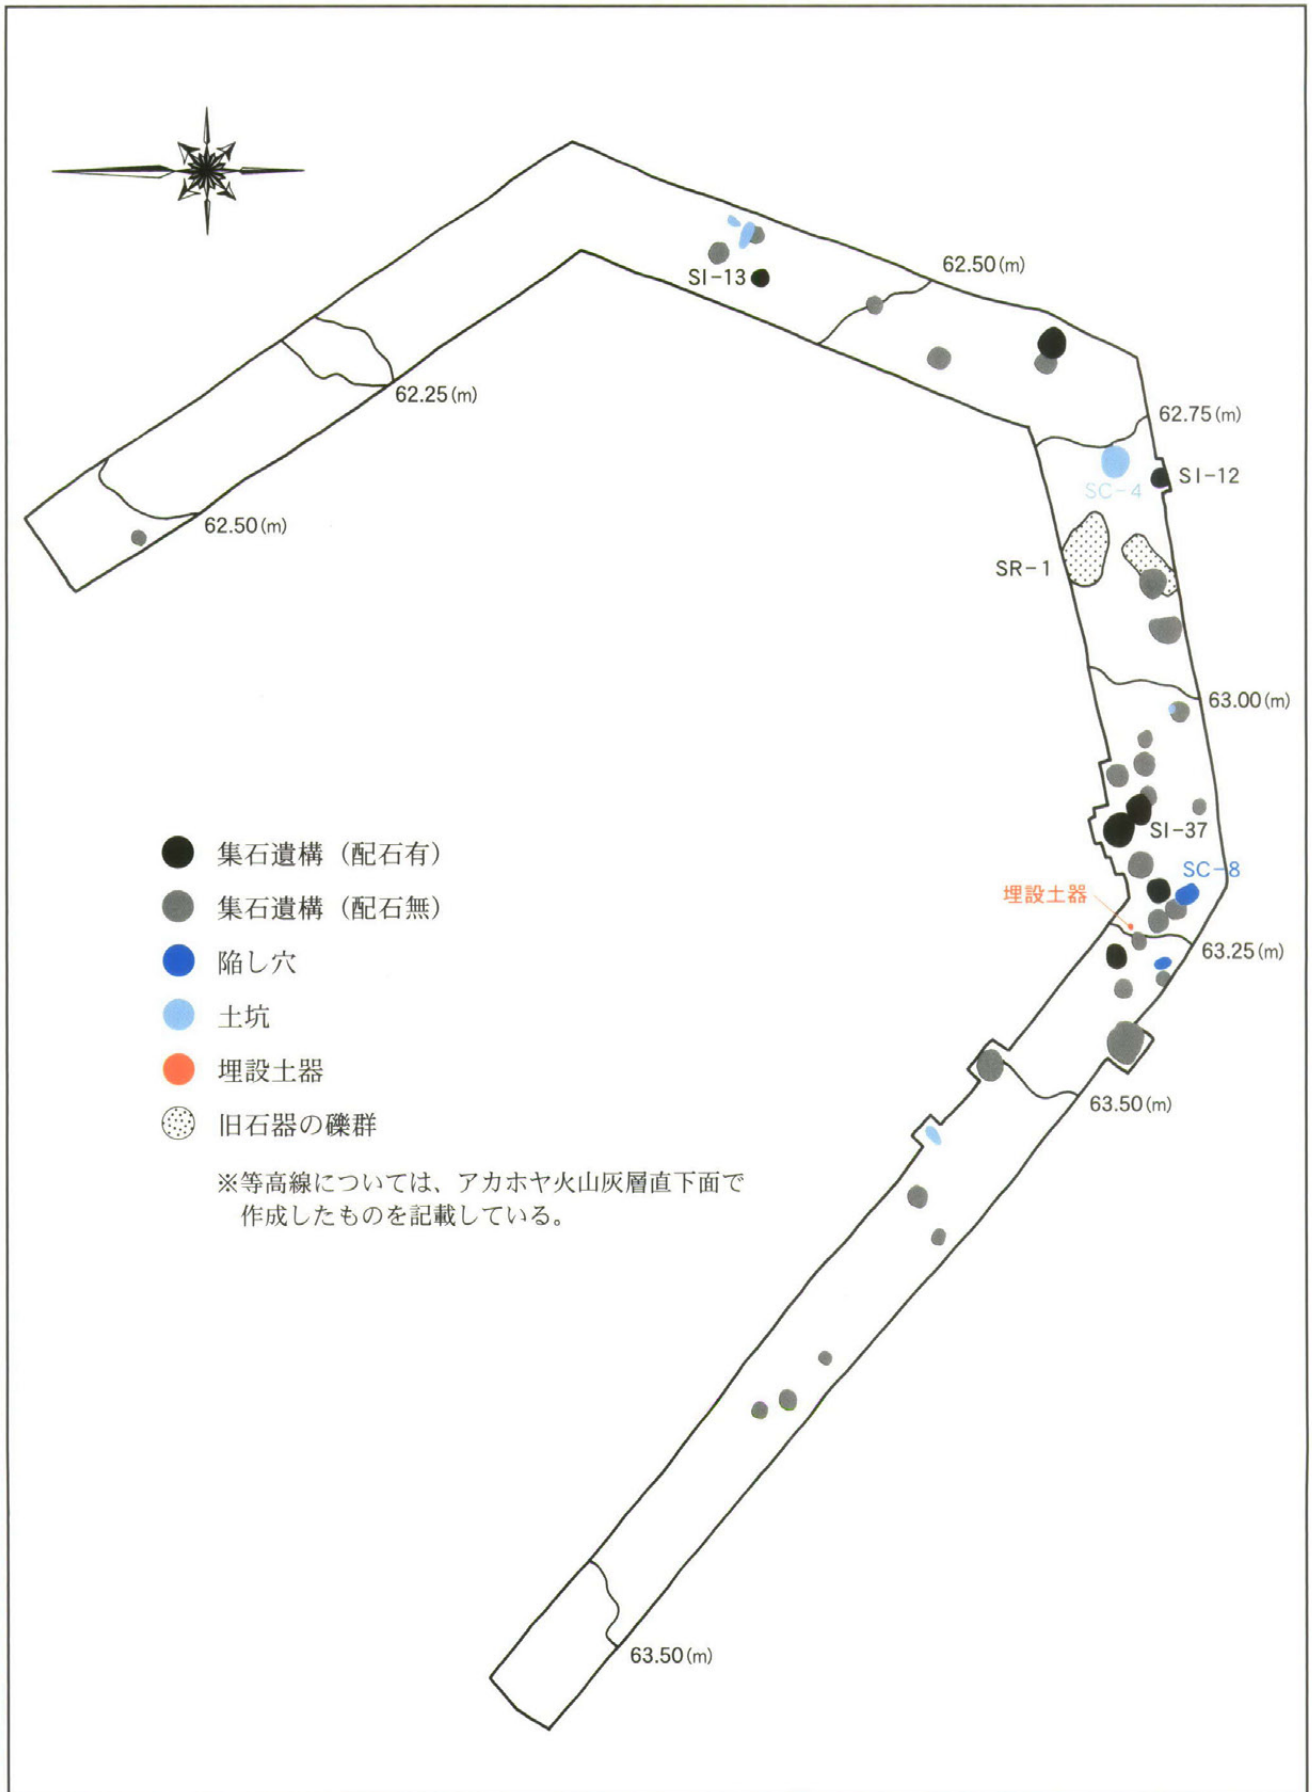 62.50(m)
SI-13
62.25(m)
62.75(m)
SI-12
SC-4
62.50(m)
SR-1
63.00(m)
SI-37
集石遺構（配石有）
SC-8
埋設土器
集石遺構（配石無）
63.25(m)
陥し穴
土坑
埋設土器
63.50(m)
旧石器の礫群
※等高線については、アカホヤ火山灰層直下面で
作成したものを記載している。
63.50(m)